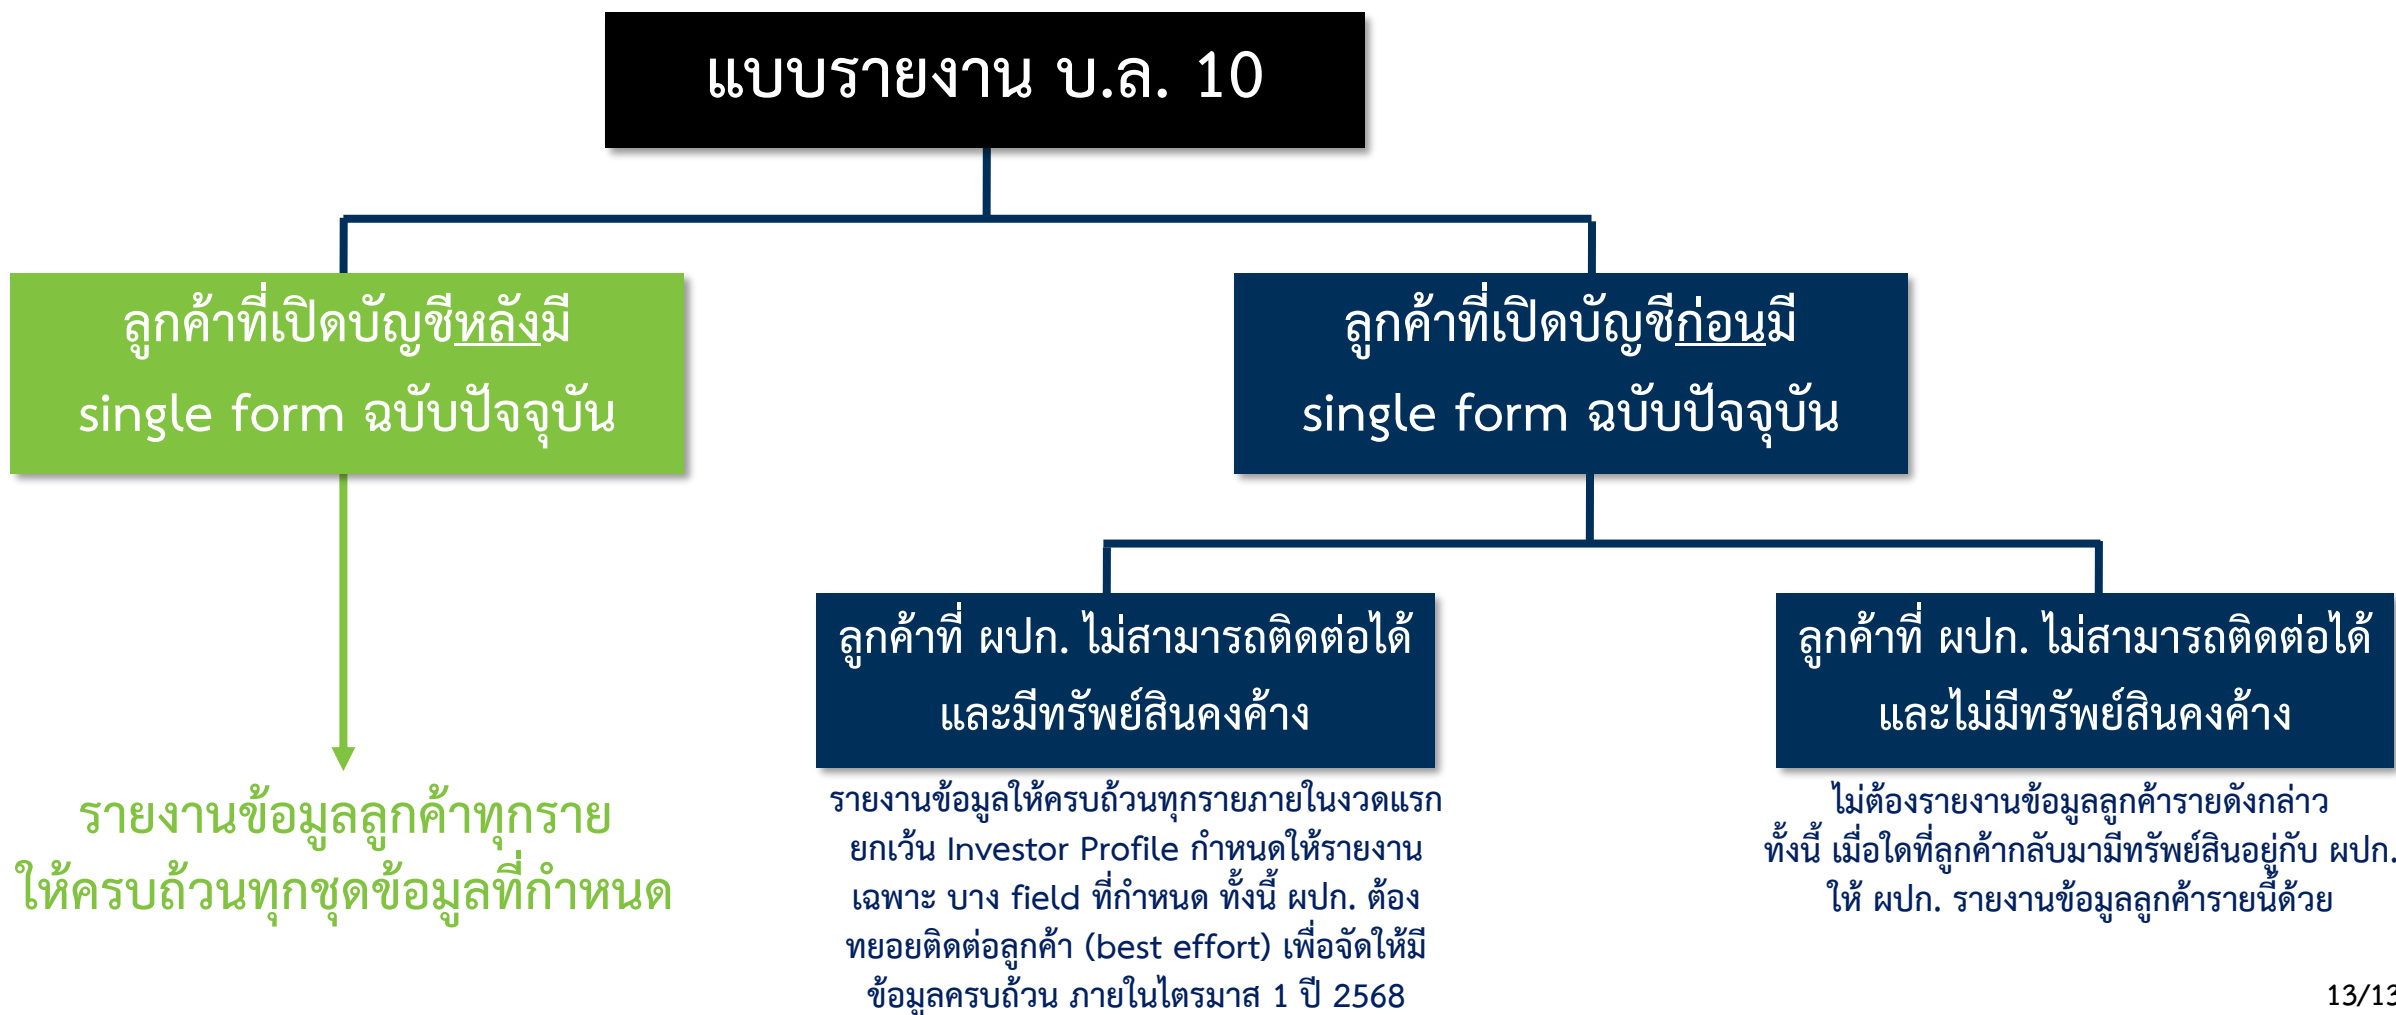 แบบรายงาน บ.ล. 10
ลูกค้าที่เปิดบัญชีหลังมี
single form ฉบับปัจจุบัน
รายงานข้อมูลลูกค้าทุกราย
ให้ครบถ้วนทุกชุดข้อมูลที่กำหนด
ลูกค้าที่เปิดบัญชีก่อนมี
single form ฉบับปัจจุบัน
ลูกค้าที่ ผปก. ไม่สามารถติดต่อได้
และมีทรัพย์สินคงค้าง
รายงานข้อมูลให้ครบถ้วนทุกรายภายในงวดแรก
ยกเว้น Investor Profile กำหนดให้รายงาน
เฉพาะ บาง field ที่กำหนด ทั้งนี้ ผปก. ต้อง
ทยอยติดต่อลูกค้า (best effort) เพื่อจัดให้มี
ข้อมูลครบถ้วน ภายในไตรมาส 1 ปี 2568
ลูกค้าที่ ผปก. ไม่สามารถติดต่อได้
และไม่มีทรัพย์สินคงค้าง
ไม่ต้องรายงานข้อมูลลูกค้ารายดังกล่าว
ทั้งนี้ เมื่อใดที่ลูกค้ากลับมามีทรัพย์สินอยู่กับ ผปก.
ให้ ผปก. รายงานข้อมูลลูกค้ารายนี้ด้วย
13/13